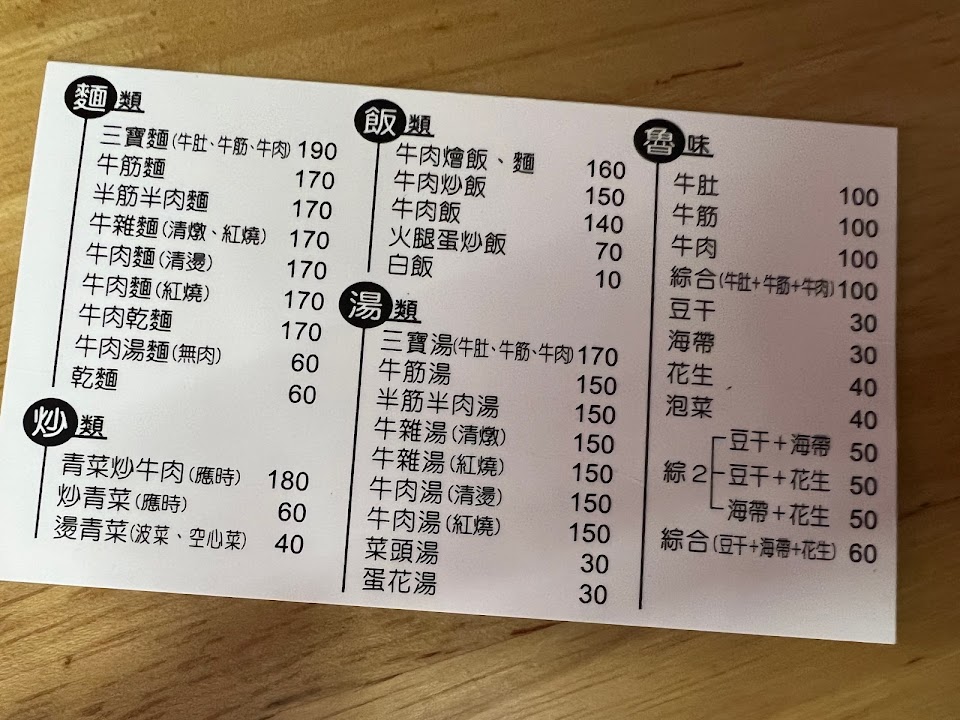 麵類
三寶麵(牛肚、牛筋、牛肉) 190
牛筋麵 170
半筋半肉麵 170
牛雜麵(清燉、紅燒) 170
牛肉麵(清燙) 170
牛肉麵(紅燒) 170
牛肉乾麵 170
牛肉湯麵(無肉) 60
乾麵 60
炒類
青菜炒牛肉(應時) 180
炒青菜(應時) 60
燙青菜(波菜、空心菜) 40
飯類
牛肉燴飯、麵 160
牛肉炒飯 150
牛肉飯 140
火腿蛋炒飯 70
白飯 10
湯類
三寶湯(牛肚、牛筋、牛肉) 170
牛筋湯 150
半筋半肉湯 150
牛雜湯(清燉) 150
牛雜湯(紅燒) 150
牛肉湯(清燙) 150
牛肉湯(紅燒) 150
菜頭湯 30
蛋花湯 30
魯味
牛肚 100
牛筋 100
牛肉 100
綜合(牛肚+牛筋+牛肉) 100
豆干 30
海帶 30
花生 40
泡菜 40
豆干+海帶 50
綜2 豆干+花生 50
海帶+花生 50
綜合(豆干+海帶+花生) 60